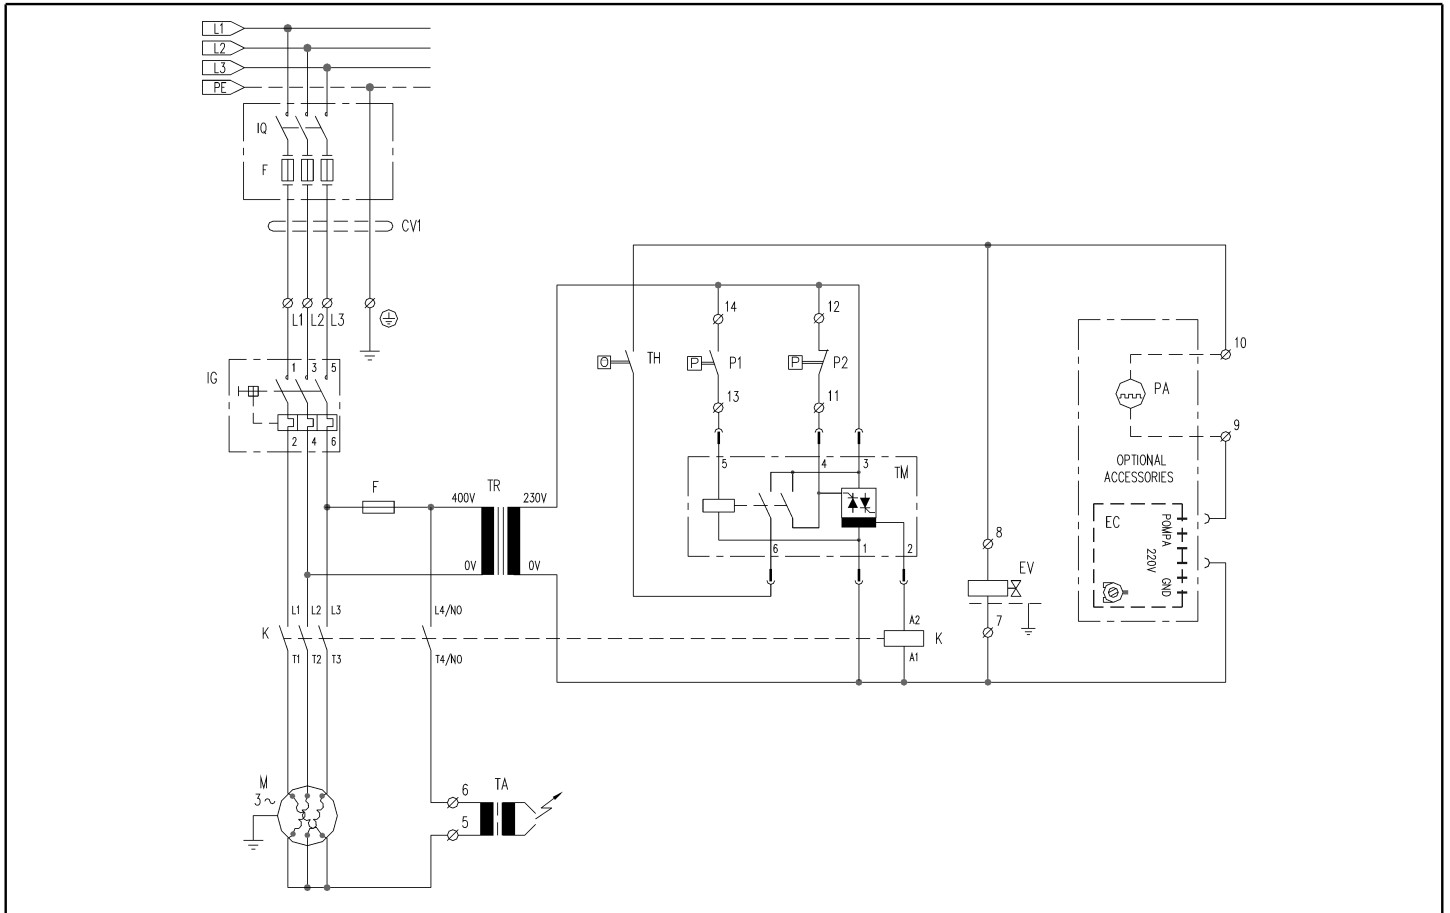 L1
L2
L3
PE
IQ
F
CV1
L1 L2 L3
14
12
TH
P
P1
P
P2
10
IG
1 3 5
PA
13
11
9
2 4 6
5
4
3
TM
OPTIONAL
ACCESSORIES
F
TR
400V
230V
EC
POMPA
220V
GND
0V
0V
6
1
2
8
EV
L1 L2 L3
L4/NO
A2
7
K
K
T1 T2 T3
T4/NO
A1
M
3~
TA
6
5